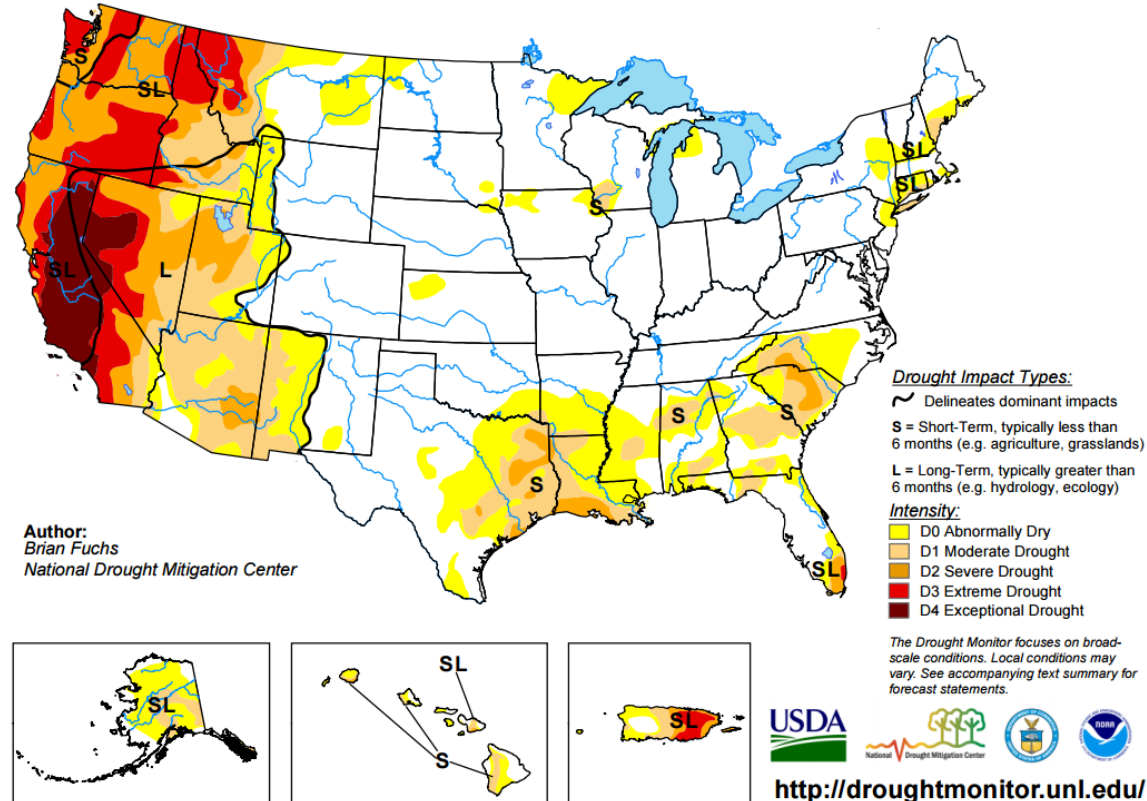 S
SL
SL
L
S
SL
SL
S
S
S
SL
Drought Impact Types:
Delineates dominant impacts
S = Short-Term, typically less than
6 months (e.g. agriculture, grasslands)
L = Long-Term, typically greater than
6 months (e.g. hydrology, ecology)
Intensity:
D0 Abnormally Dry
D1 Moderate Drought
D2 Severe Drought
D3 Extreme Drought
D4 Exceptional Drought
Author:
Brian Fuchs
National Drought Mitigation Center
The Drought Monitor focuses on broad-
scale conditions. Local conditions may
vary. See accompanying text summary for
forecast statements.
SL
SL
S
SL
USDA
National Drought Mitigation Center
NOAA
http://droughtmonitor.unl.edu/